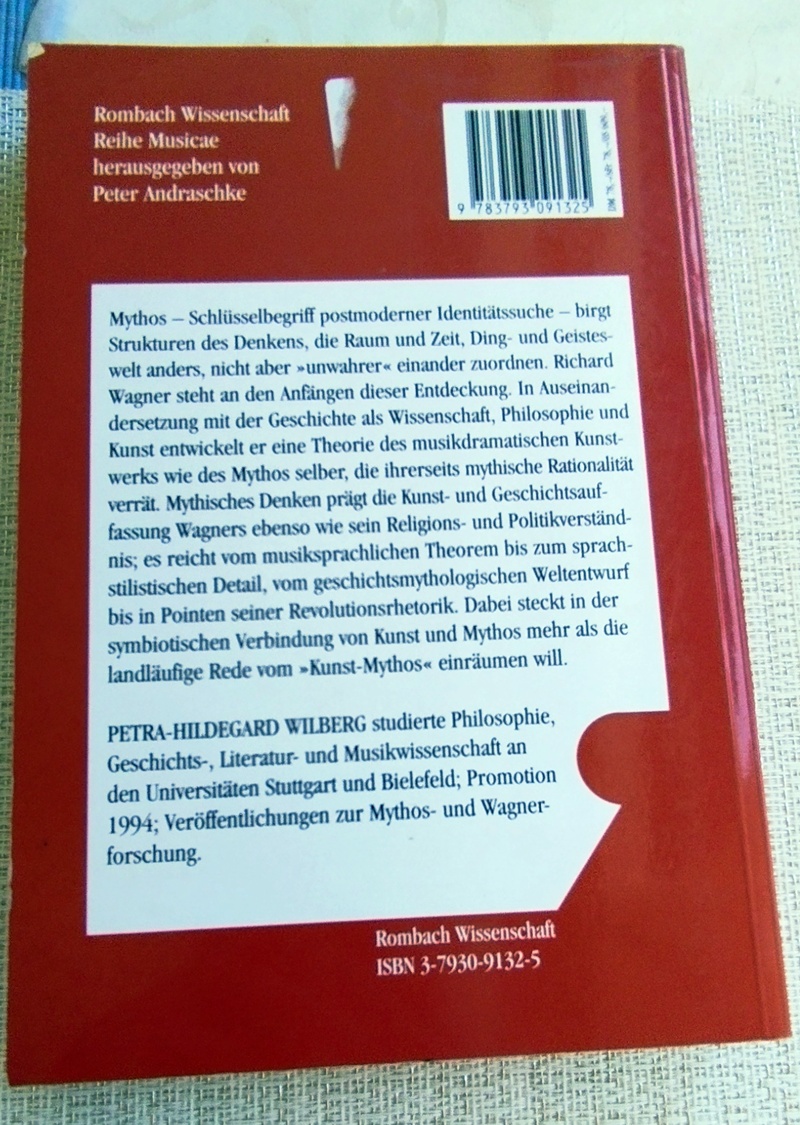 Rombach Wissenschaft
Reihe Musicae
herausgegeben von
Peter Andraschke
9 783793 091325
Mythos – Schlüsselbegriff postmoderner Identitätssuche – birgt
Strukturen des Denkens, die Raum und Zeit, Ding- und Geistes-
welt anders, nicht aber »unwahrer« einander zuordnen. Richard
Wagner steht an den Anfängen dieser Entdeckung. In Auseinan-
dersetzung mit der Geschichte als Wissenschaft, Philosophie und
Kunst entwickelt er eine Theorie des musikdramatischen Kunst-
werks wie des Mythos selber, die ihrerseits mythische Rationalität
verrät. Mythisches Denken prägt die Kunst- und Geschichtsauf-
fassung Wagners ebenso wie sein Religions- und Politikverständ-
nis; es reicht vom musiksprachlichen Theorem bis zum sprach-
stilistischen Detail, vom geschichtsmythologischen Weltentwurf
bis in Pointen seiner Revolutionsrhetorik. Dabei steckt in der
symbiotischen Verbindung von Kunst und Mythos mehr als die
landläufige Rede vom »Kunst-Mythos« einräumen will.
PETRA-HILDEGARD WILBERG studierte Philosophie,
Geschichts-, Literatur- und Musikwissenschaft an
den Universitäten Stuttgart und Bielefeld; Promotion
1994; Veröffentlichungen zur Mythos- und Wagner-
forschung.
Rombach Wissenschaft
ISBN 3-7930-9132-5